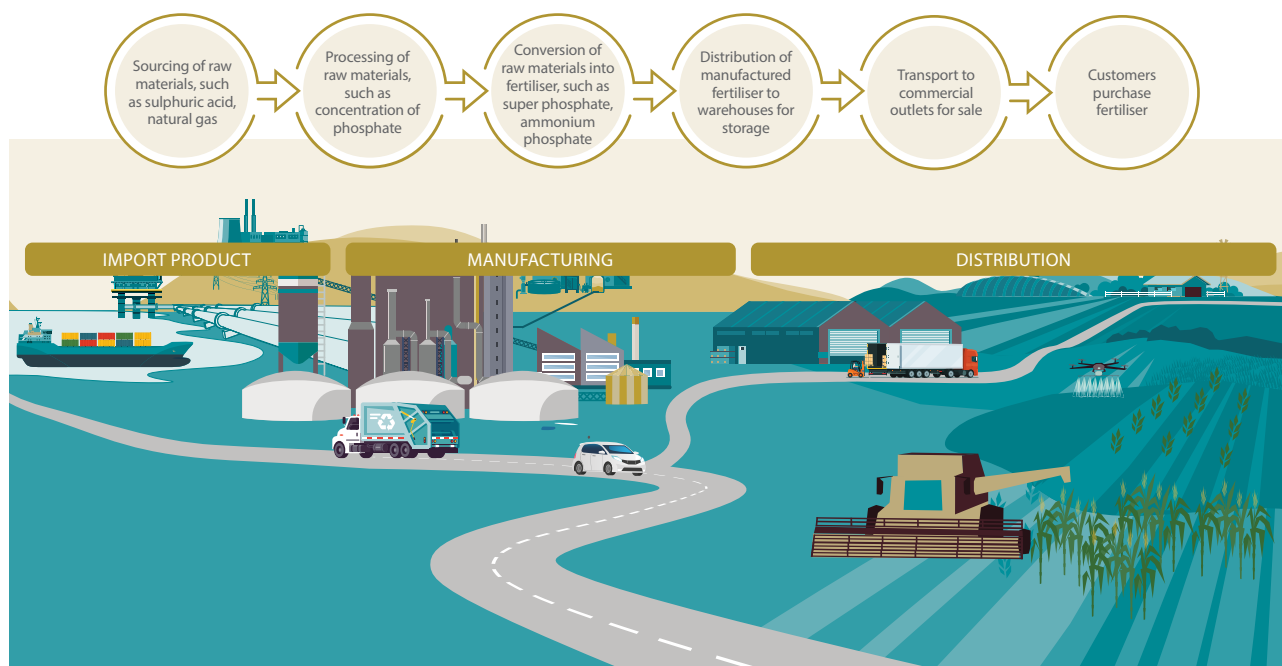 Sourcing of raw
materials, such
as sulphuric acid,
natural gas
Processing of
raw materials,
such as
concentration of
phosphate
Conversion of
raw materials into
fertiliser, such as
super phosphate,
ammonium
phosphate
Distribution of
manufactured
fertiliser to
warehouses for
storage
Transport to
commercial
outlets for sale
Customers
purchase
fertiliser
IMPORT PRODUCT
MANUFACTURING
DISTRIBUTION